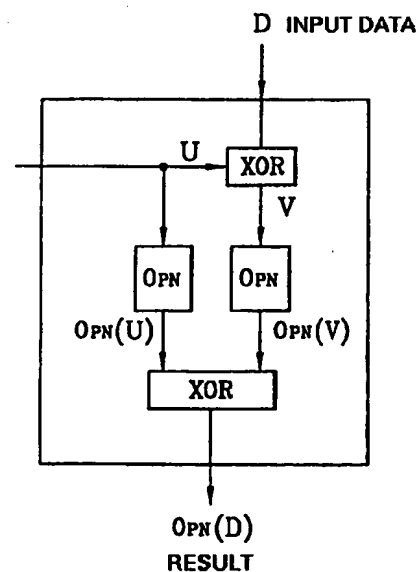 D INPUT DATA
U
XOR
V
OPN
OPN
OPN(U)
OPN(V)
XOR
OPN(D)
RESULT